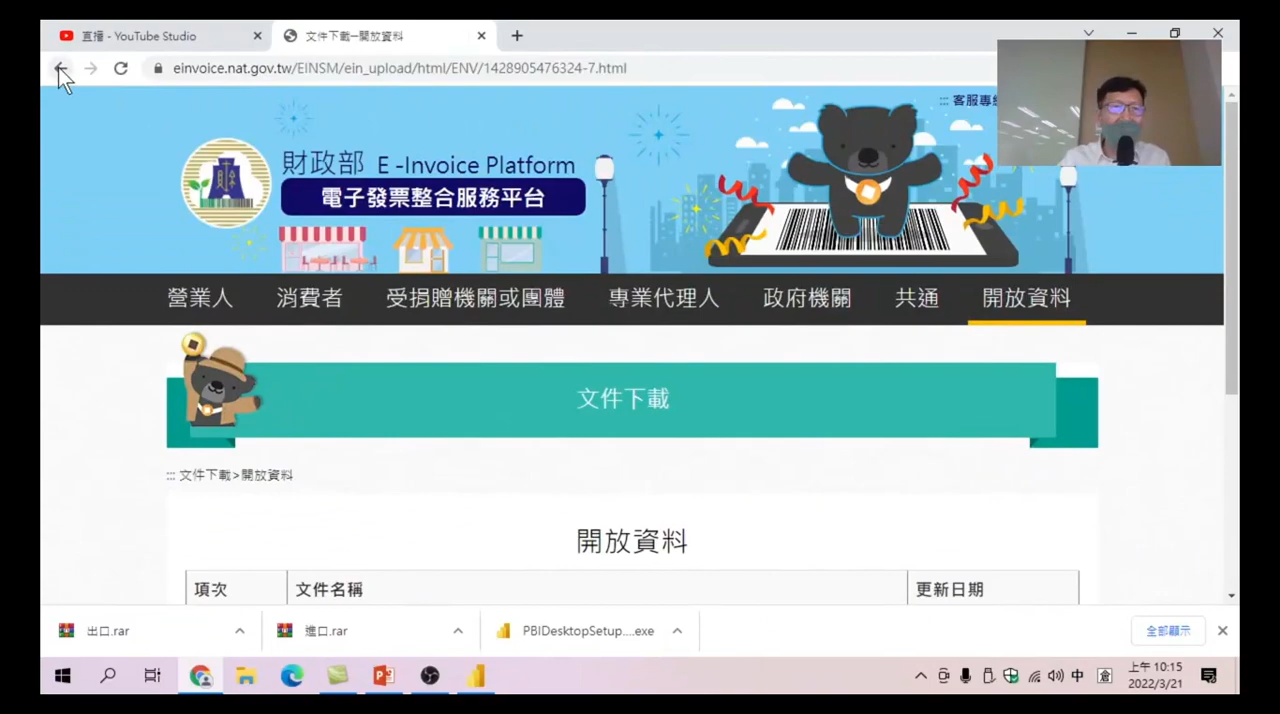 直播 - YouTube Studio
文件下載─開放資料
einvoice.nat.gov.tw/EINSM/ein_upload/html/ENV/1428905476324-7.html
::: 客服專
財政部 E -Invoice Platform
電子發票整合服務平台
營業人 消費者 受捐贈機關或團體 專業代理人 政府機關 共通 開放資料
文件下載
::: 文件下載>開放資料
開放資料
項次 文件名稱 更新日期
出口.rar 進口.rar PBIDesktopSetup....exe 全部顯示
中 上午 10:15
2022/3/21